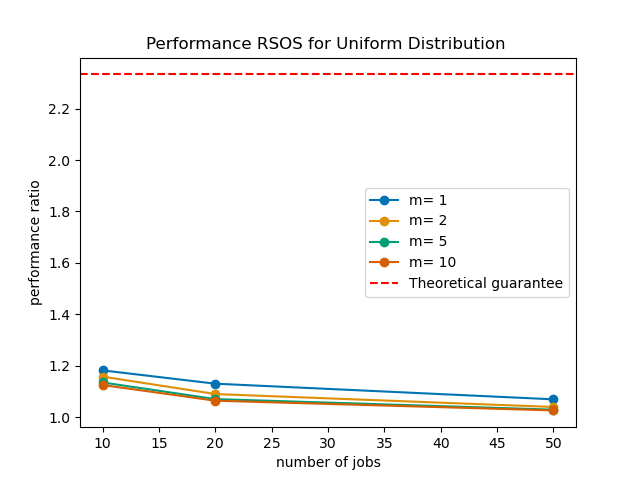 Performance RSOS for Uniform Distribution
performance ratio
2.2
2.0
1.8
1.6
1.4
1.2
1.0
m= 1
m= 2
m= 5
m= 10
Theoretical guarantee
10 15 20 25 30 35 40 45 50
number of jobs